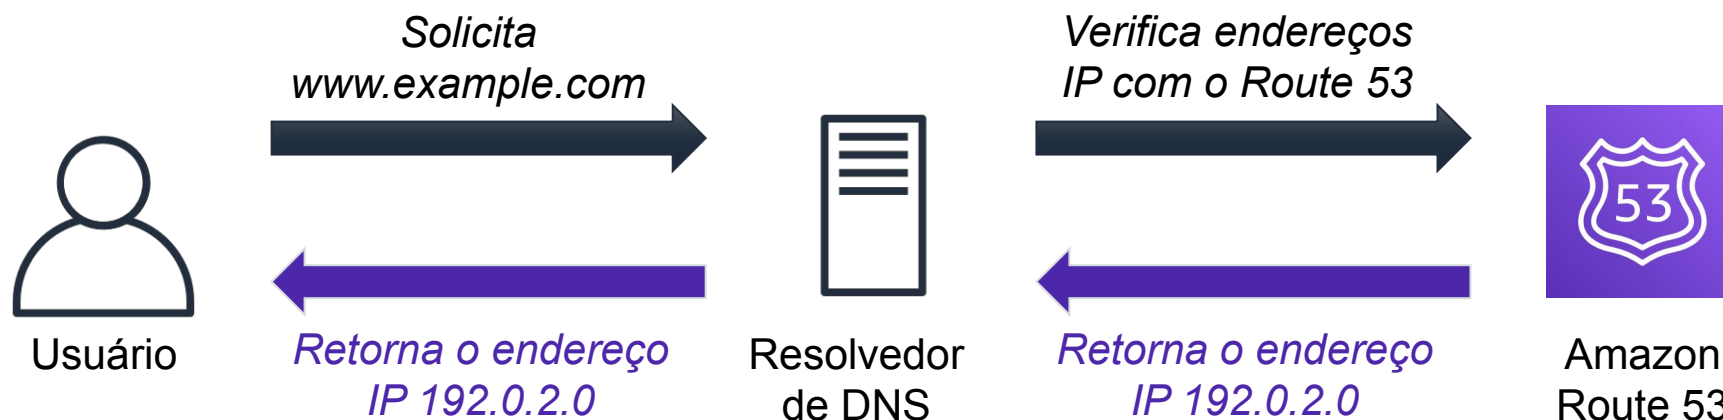 Solicita
www.example.com
Verifica endereços
IP com o Route 53
53
Usuário
Retorna o endereço
IP 192.0.2.0
Resolvedor
de DNS
Retorna o endereço
IP 192.0.2.0
Amazon
Route 53